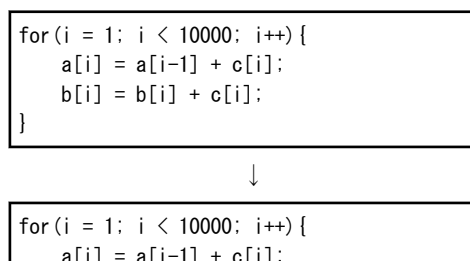 for(i = 1; i < 10000; i++){
a[i] = a[i-1] + c[i];
b[i] = b[i] + c[i];
}
↓
for(i = 1; i < 10000; i++){
a[i] = a[i-1] + c[i];